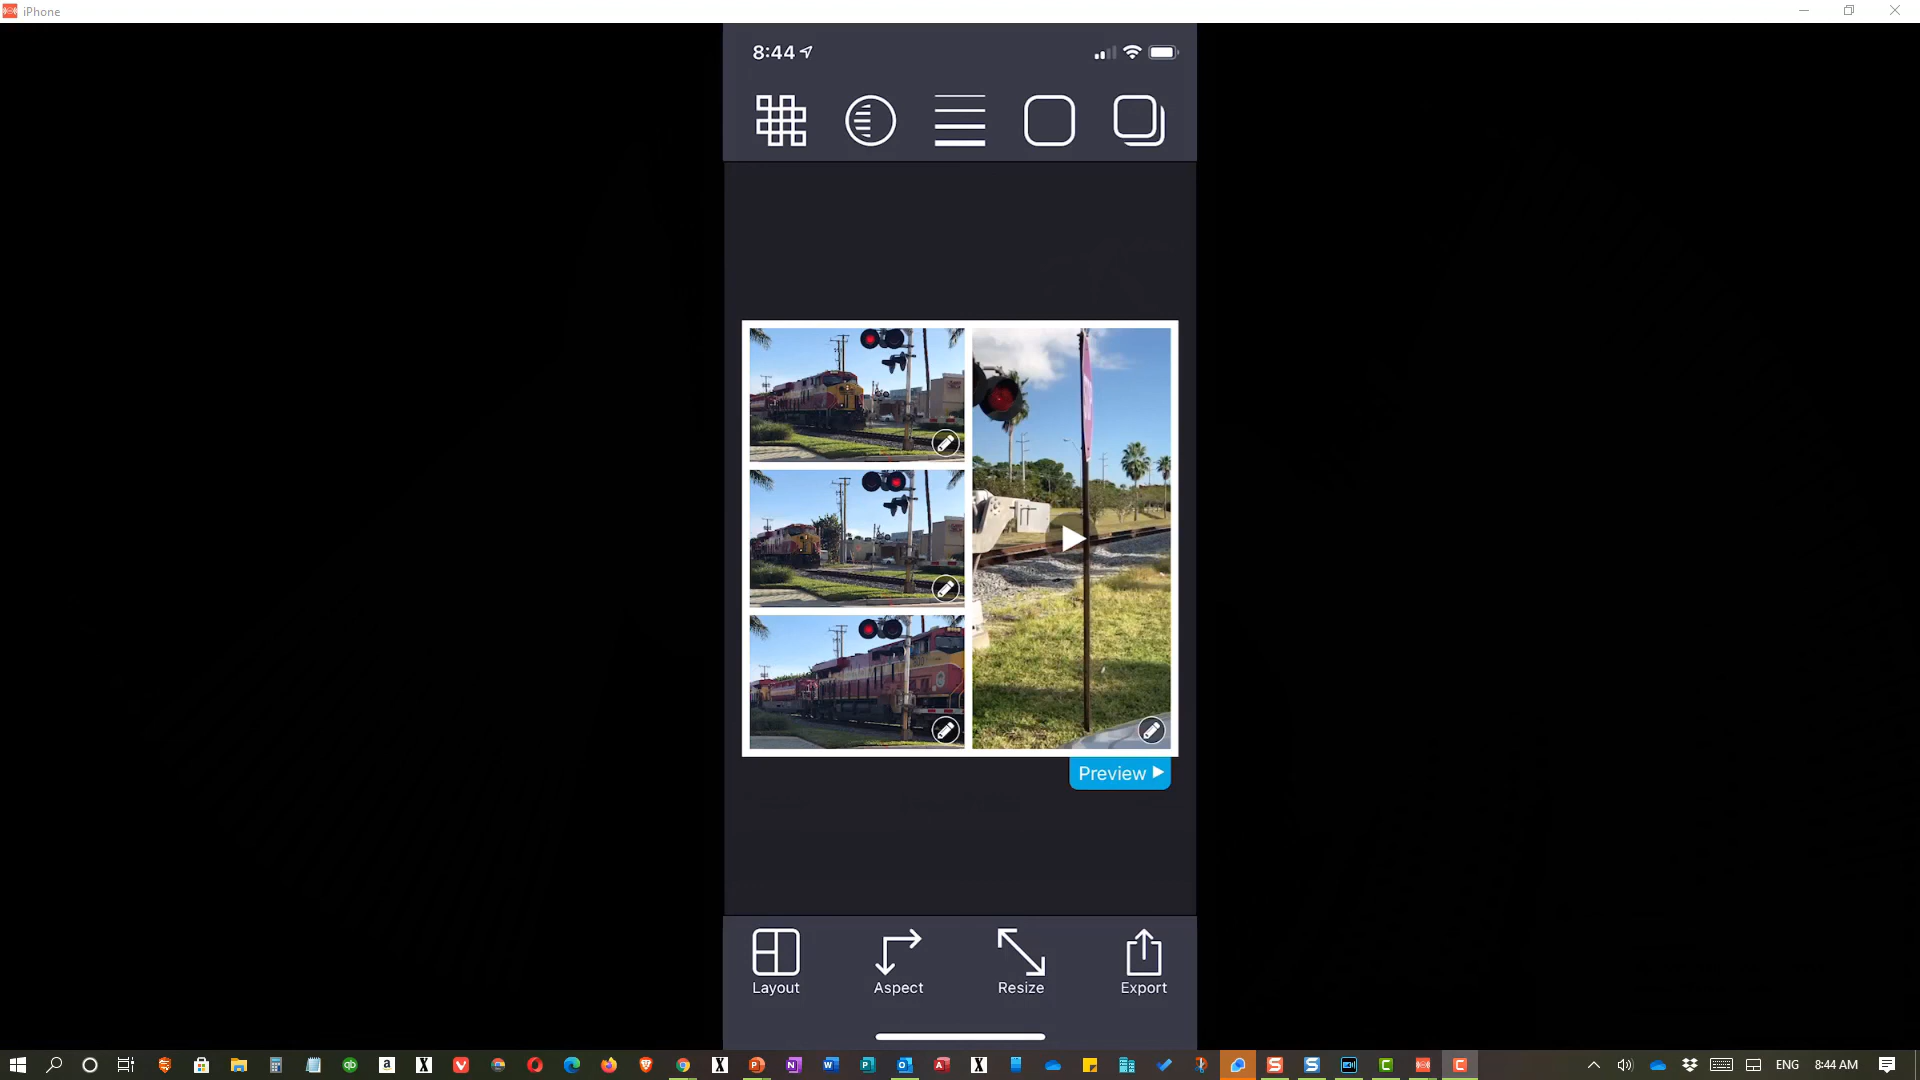 iPhone
8:44
Preview
Layout
Aspect
Resize
Export
ENG
8:44 AM